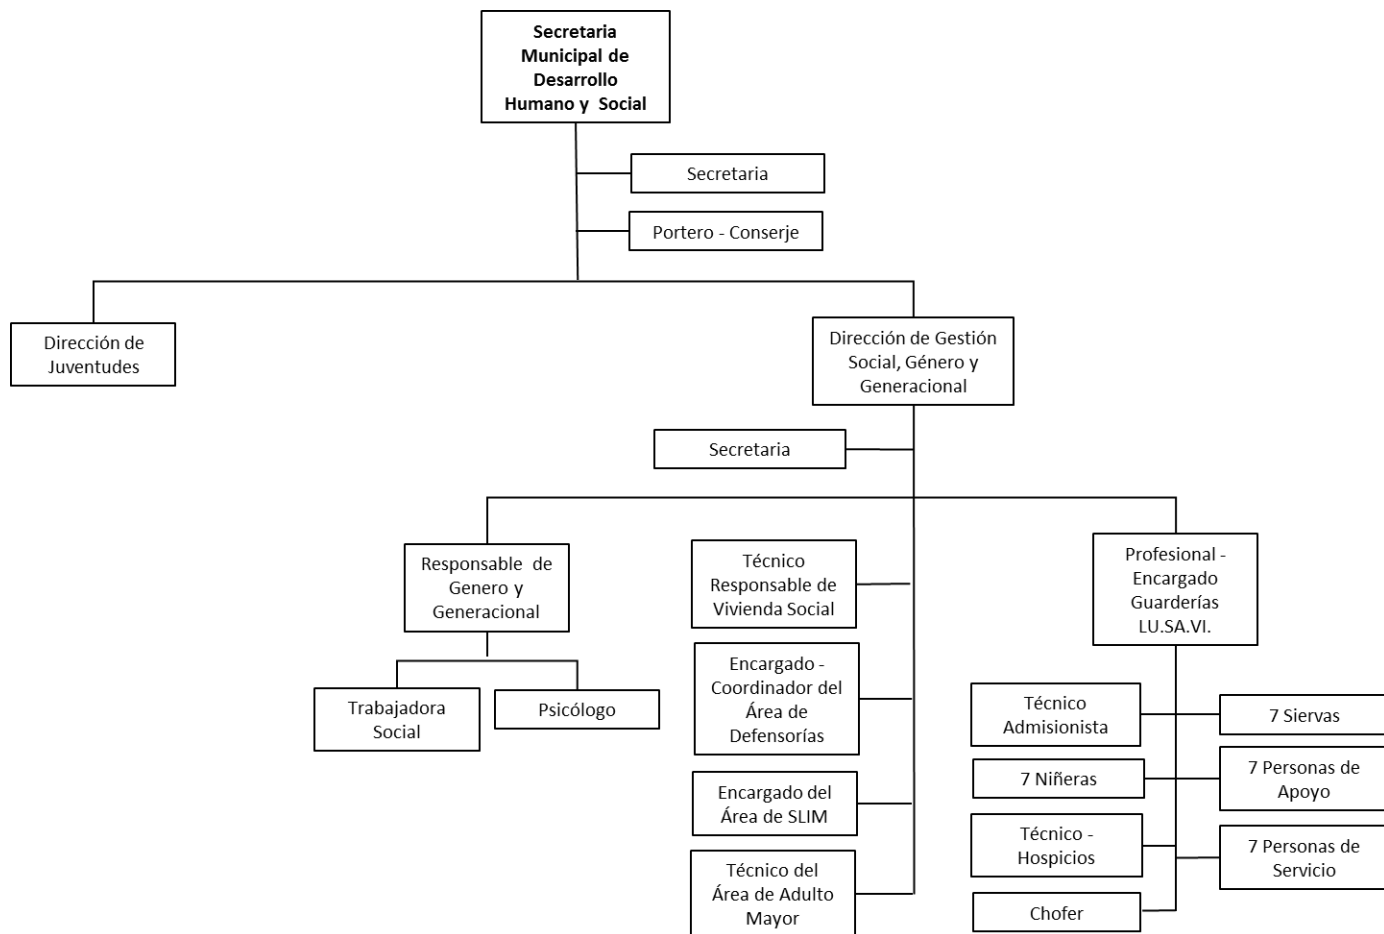 Secretaria
Municipal de
Desarrollo
Humano y Social
Secretaria
Portero - Conserje
Dirección de
Juventudes
Dirección de Gestión
Social, Género y
Generacional
Secretaria
Responsable de
Genero y
Generacional
Trabajadora
Social
Psicólogo
Técnico
Responsable de
Vivienda Social
Encargado -
Coordinador del
Área de
Defensorías
Encargado del
Área de SLIM
Técnico del
Área de Adulto
Mayor
Profesional -
Encargado
Guarderías
LU.SA.VI.
Técnico
Admisionista
7 Siervas
7 Niñeras
7 Personas de
Apoyo
Técnico -
Hospicios
7 Personas de
Servicio
Chofer